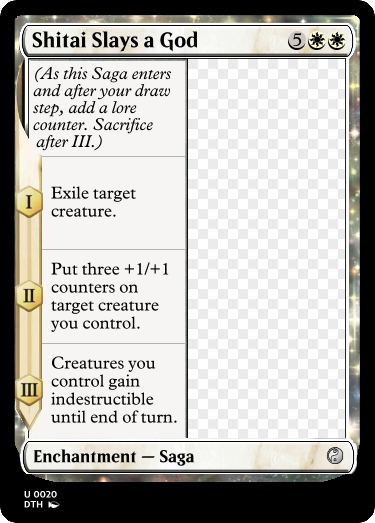 Shitai Slays a God 5
(As this Saga enters
and after your draw
step, add a lore
counter. Sacrifice
after III.)
I
Exile target
creature.
II
Put three +1/+1
counters on
target creature
you control.
III
Creatures you
control gain
indestructible
until end of turn.
Enchantment — Saga
U 0020
DTH